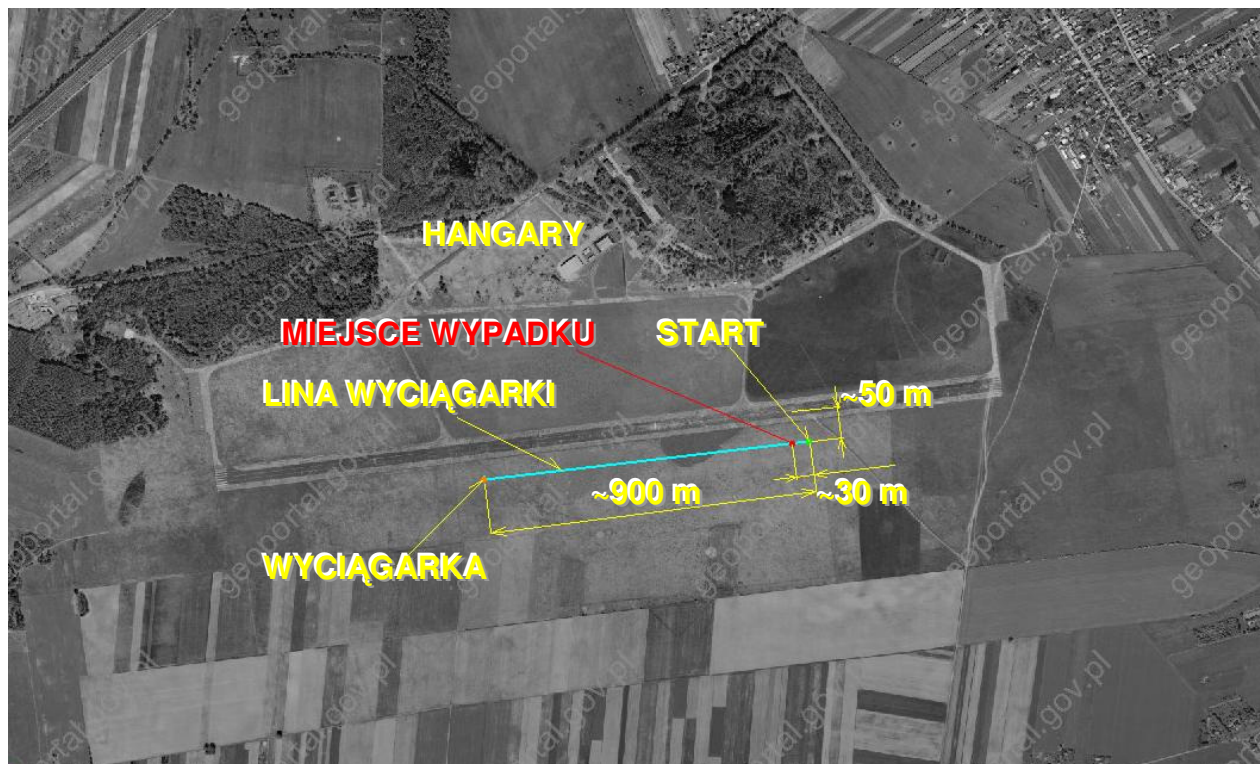 HANGARY
MIEJSCE WYPADKU
START
LINA WYCIĄGARKI
~50 m
~900 m
~30 m
WYCIĄGARKA
geoportal.gov.pl